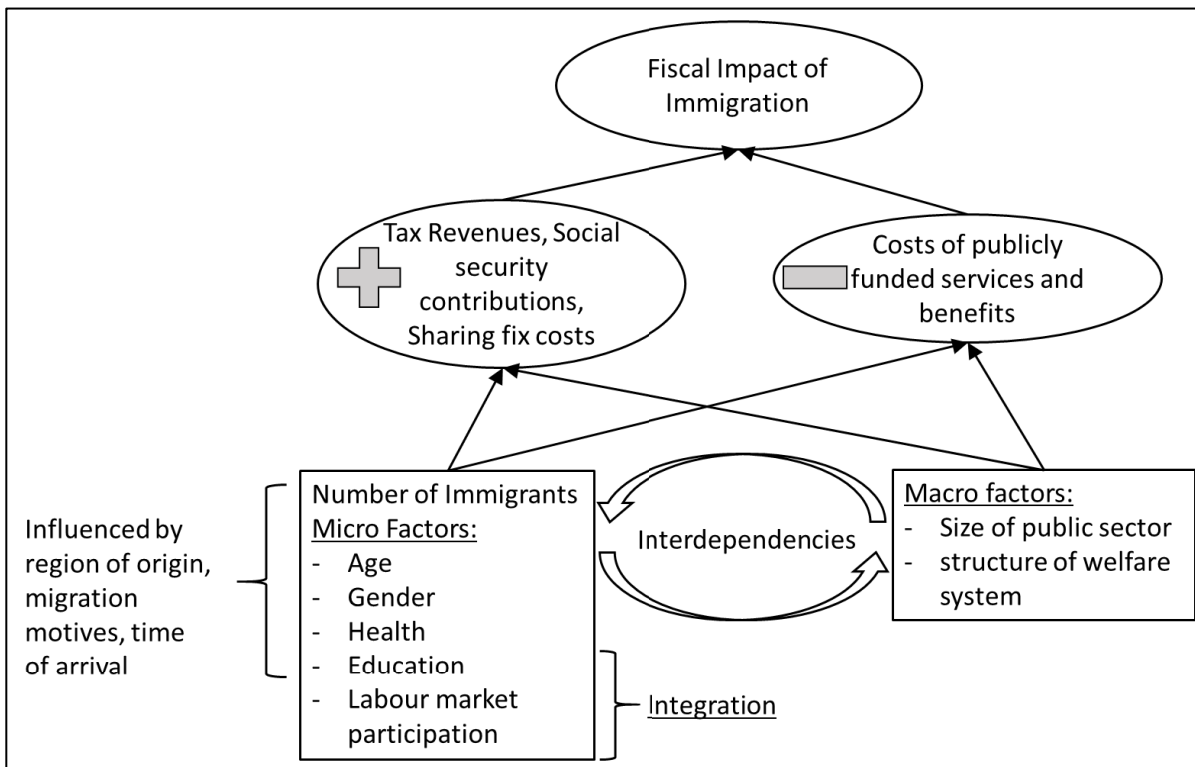 Fiscal Impact of
Immigration
Tax Revenues, Social
security
contributions,
Sharing fix costs
Costs of publicly
funded services and
benefits
Influenced by
region of origin,
migration
motives, time
of arrival
Number of Immigrants
Micro Factors:
- Age
- Gender
- Health
- Education
- Labour market
participation
Integration
Interdependencies
Macro factors:
- Size of public sector
- structure of welfare
system